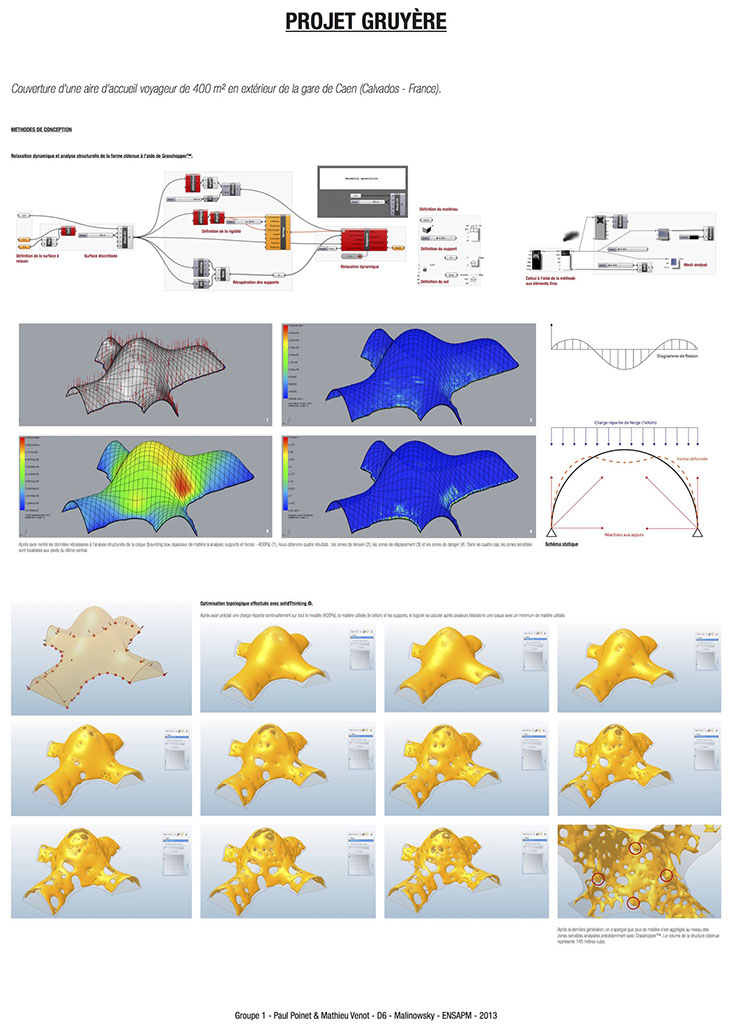 PROJET GRUYÈRE
Couverture d'une aire d'accueil voyageur de 400 m² en extérieur de la gare de Caen (Calvados - France).
METHODES DE CONCEPTION
Relaxation dynamique et analyse structurelle de la forme obtenue à l'aide de Grasshopper™.
Définition de la surface à
relaxer
Surface discrétisée
Définition de la rigidité
Récupération des supports
Relaxation dynamique
Définition du matériau
Définition du support
Définition du sol
Calcul à l'aide de la méthode
aux éléments finis
Mesh analysé
1
2
3
4
Diagramme de flexion
Charge répartie de Neige (1kN/m)
Forme déformée
Réactions aux appuis
Schéma statique
Après avoir rentré les données nécessaires à l'analyse structurelle de la coque (bounding box, épaisseur de matière à analyser, supports et forces - 400Pa) (1), nous obtenons quatre résultats : les zones de tension (2), les zones de déplacement (3) et les zones de danger (4). Dans les quatre cas, les zones sensibles
sont localisées aux pieds du dôme central.
Optimisation topologique effectuée avec solidThinking ©.
Après avoir précisé une charge répartie continuellement sur tout le modèle (400Pa), la matière utilisée (le béton) et les supports, le logiciel va calculer après plusieurs itérations une coque avec un minimum de matière utilisée.
Après la dernière génération, on s'aperçoit que plus de matière s'est aggrégée au niveau des
zones sensibles analysées précédemment avec Grasshopper™. Le volume de la structure obtenue
représente 145 mètres cube.
Groupe 1 - Paul Poinet & Mathieu Venot - D6 - Malinowsky - ENSAPM - 2013